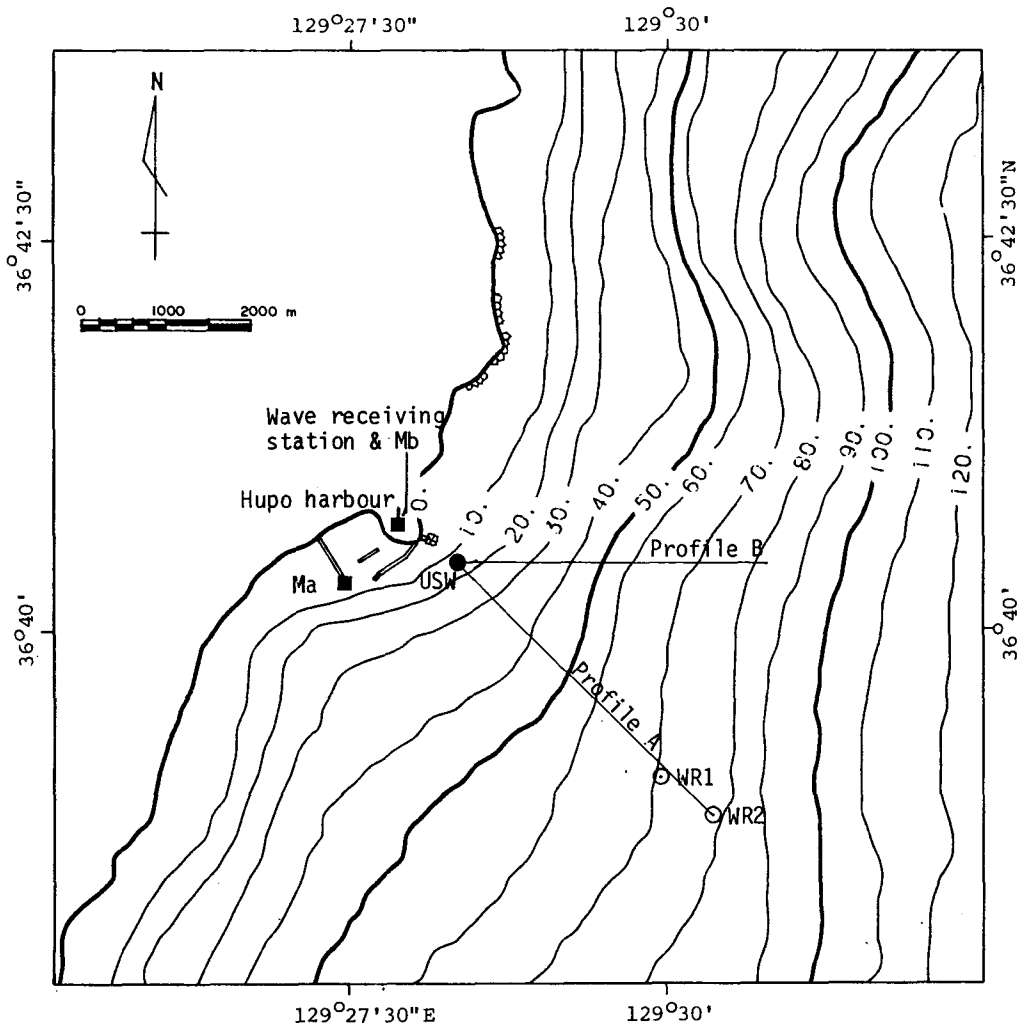 129°27'30"
129°30'
N
36°42'30"
36°42'30"N
0 1000 2000 m
Wave receiving
station & Mb
Hupo harbour
0.
10.
20.
30.
40.
50.
60.
70.
80.
90.
100.
110.
120.
Profile B
USW
Ma
36°40'
36°40'
Profile A
WR1
WR2
129°27'30"E
129°30'